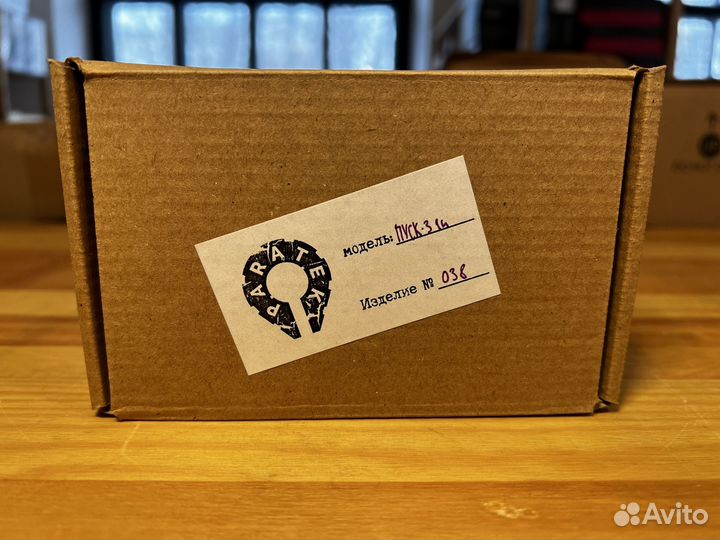 PARATEK
модель: ПУСК-3
Изделие № 038
Avito